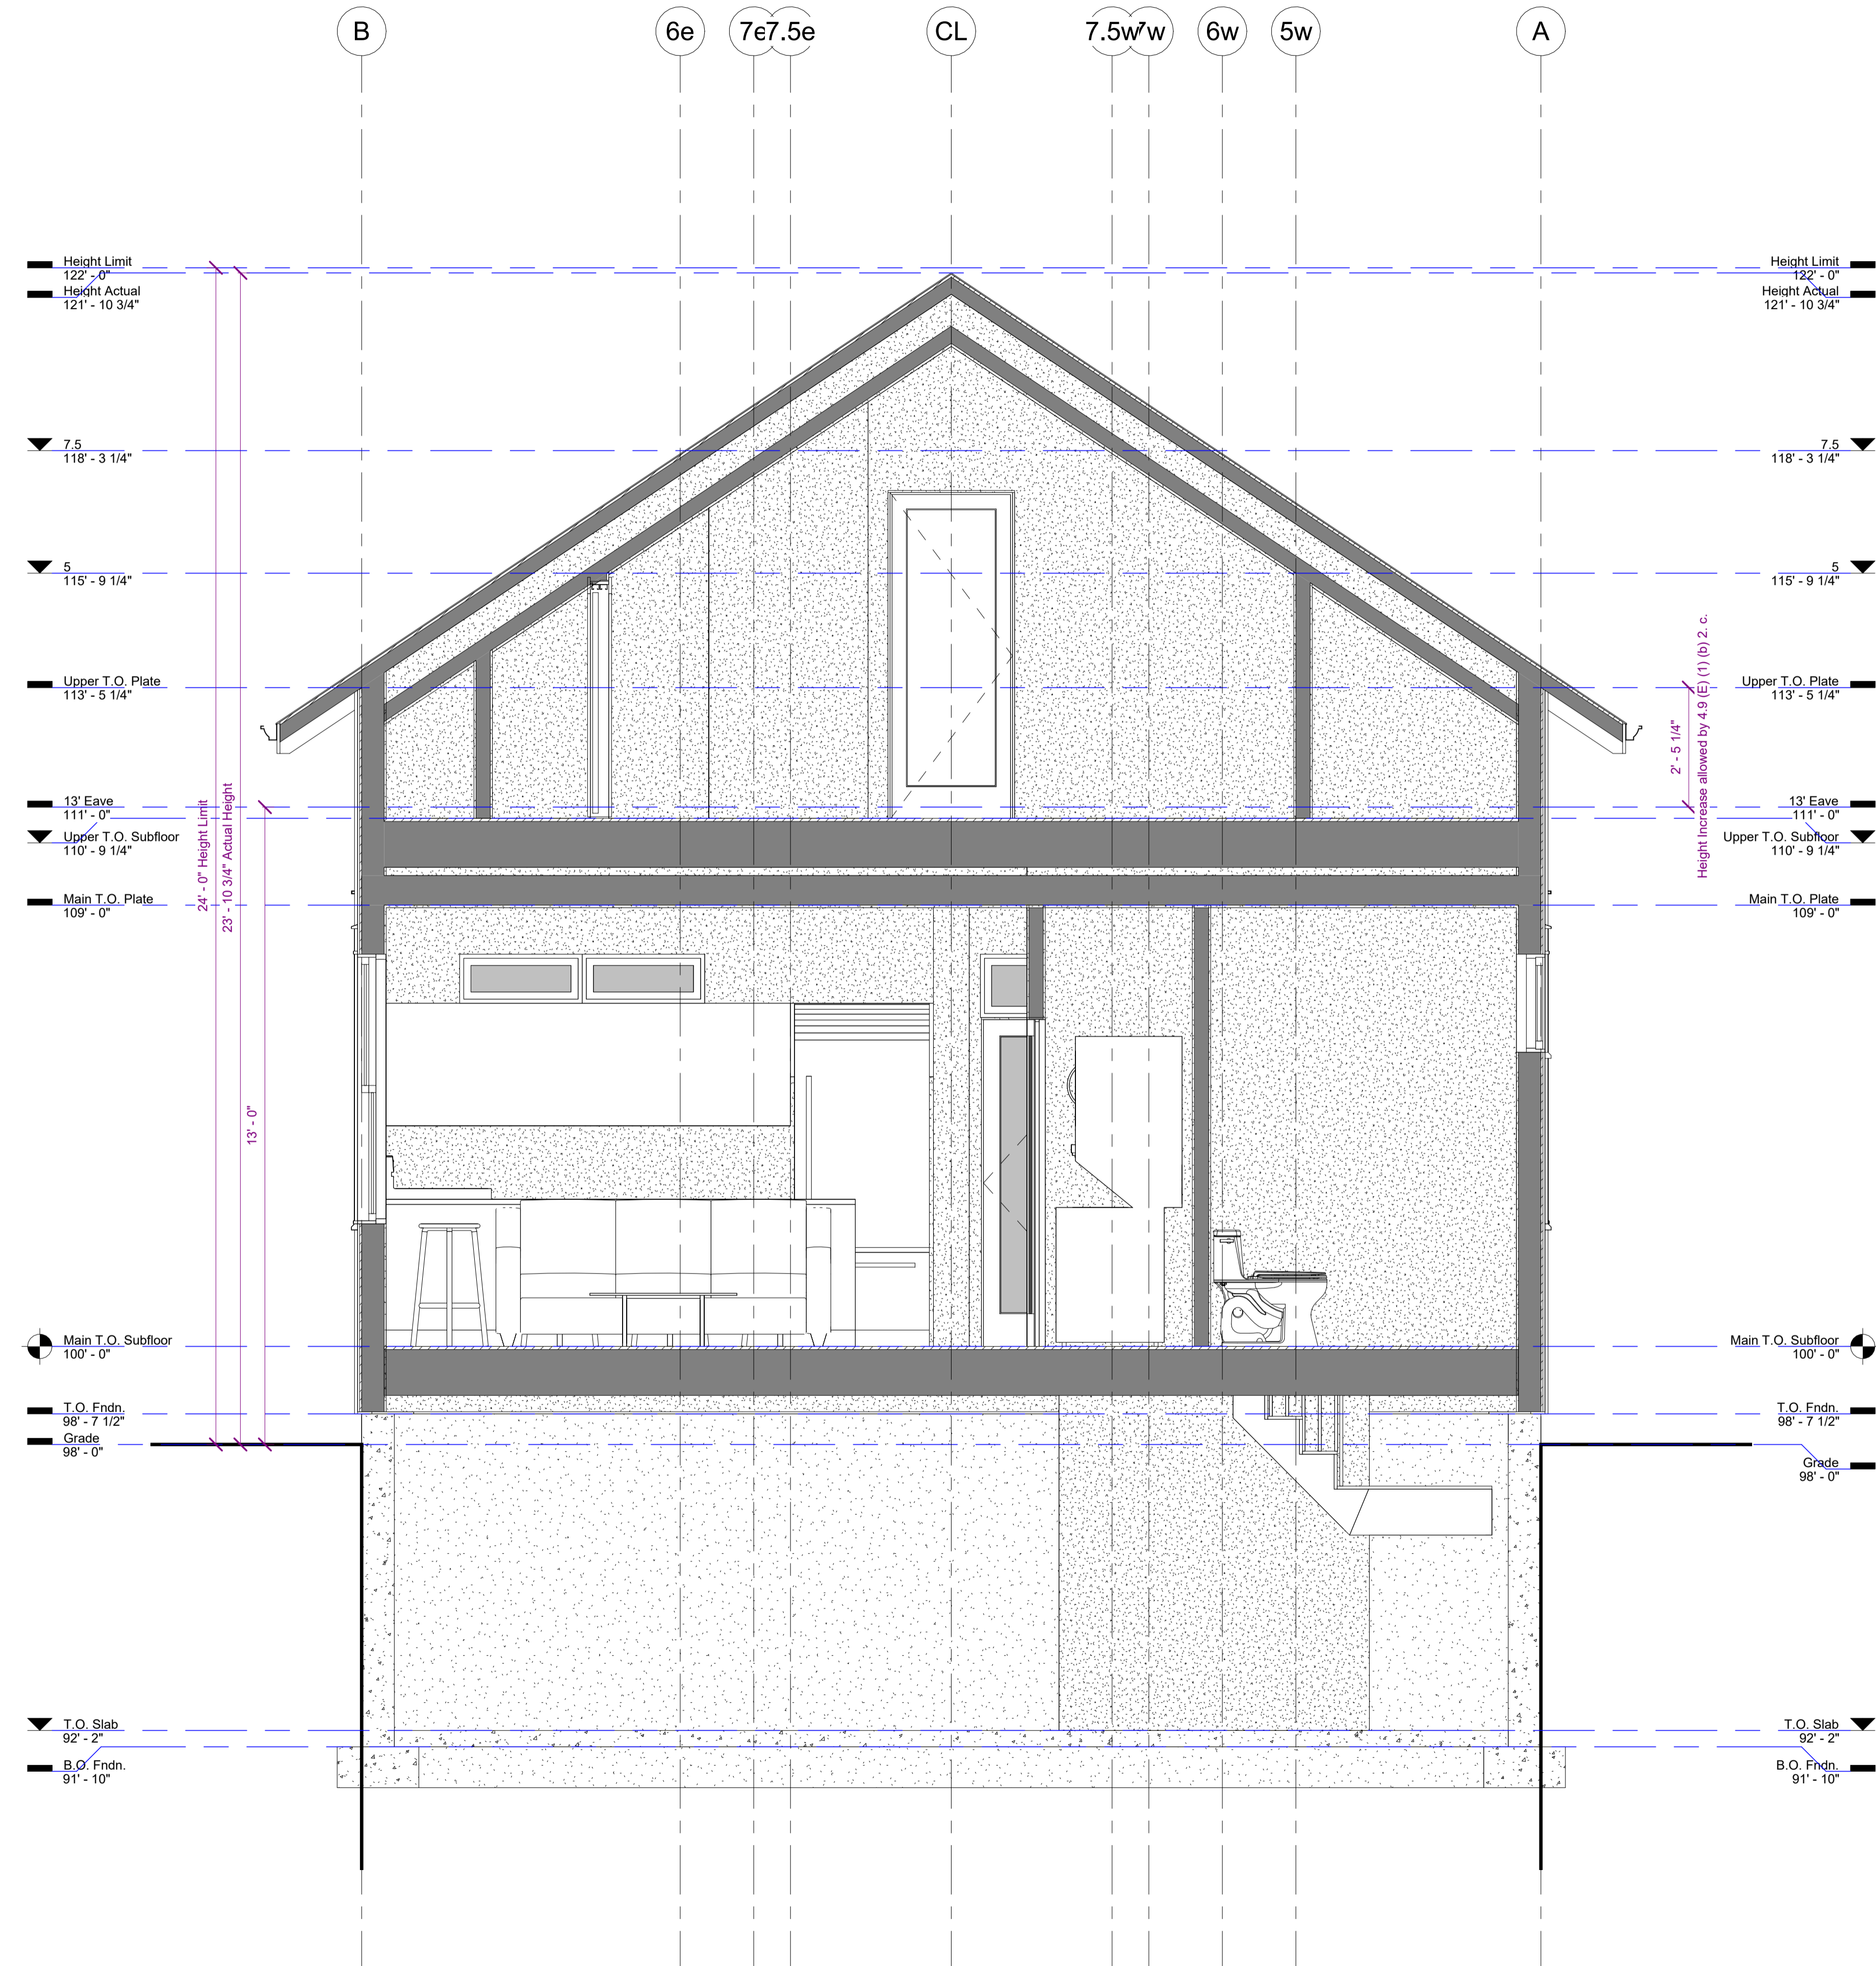 B
6e
7e
7.5e
CL
7.5w
7w
6w
5w
A
Height Limit
122' - 0"
Height Actual
121' - 10 3/4"
7.5
118' - 3 1/4"
5
115' - 9 1/4"
Upper T.O. Plate
113' - 5 1/4"
13' Eave
111' - 0"
Upper T.O. Subfloor
110' - 9 1/4"
Main T.O. Plate
109' - 0"
Main T.O. Subfloor
100' - 0"
T.O. Fndn.
98' - 7 1/2"
Grade
98' - 0"
T.O. Slab
92' - 2"
B.O. Fndn.
91' - 10"
24' - 0" Height Limit
23' - 10 3/4" Actual Height
13' - 0"
2' - 5 1/4"
Height Increase allowed by 4.9 (E) (1) (b) 2. c.
Height Limit
122' - 0"
Height Actual
121' - 10 3/4"
7.5
118' - 3 1/4"
5
115' - 9 1/4"
Upper T.O. Plate
113' - 5 1/4"
13' Eave
111' - 0"
Upper T.O. Subfloor
110' - 9 1/4"
Main T.O. Plate
109' - 0"
Main T.O. Subfloor
100' - 0"
T.O. Fndn.
98' - 7 1/2"
Grade
98' - 0"
T.O. Slab
92' - 2"
B.O. Fndn.
91' - 10"